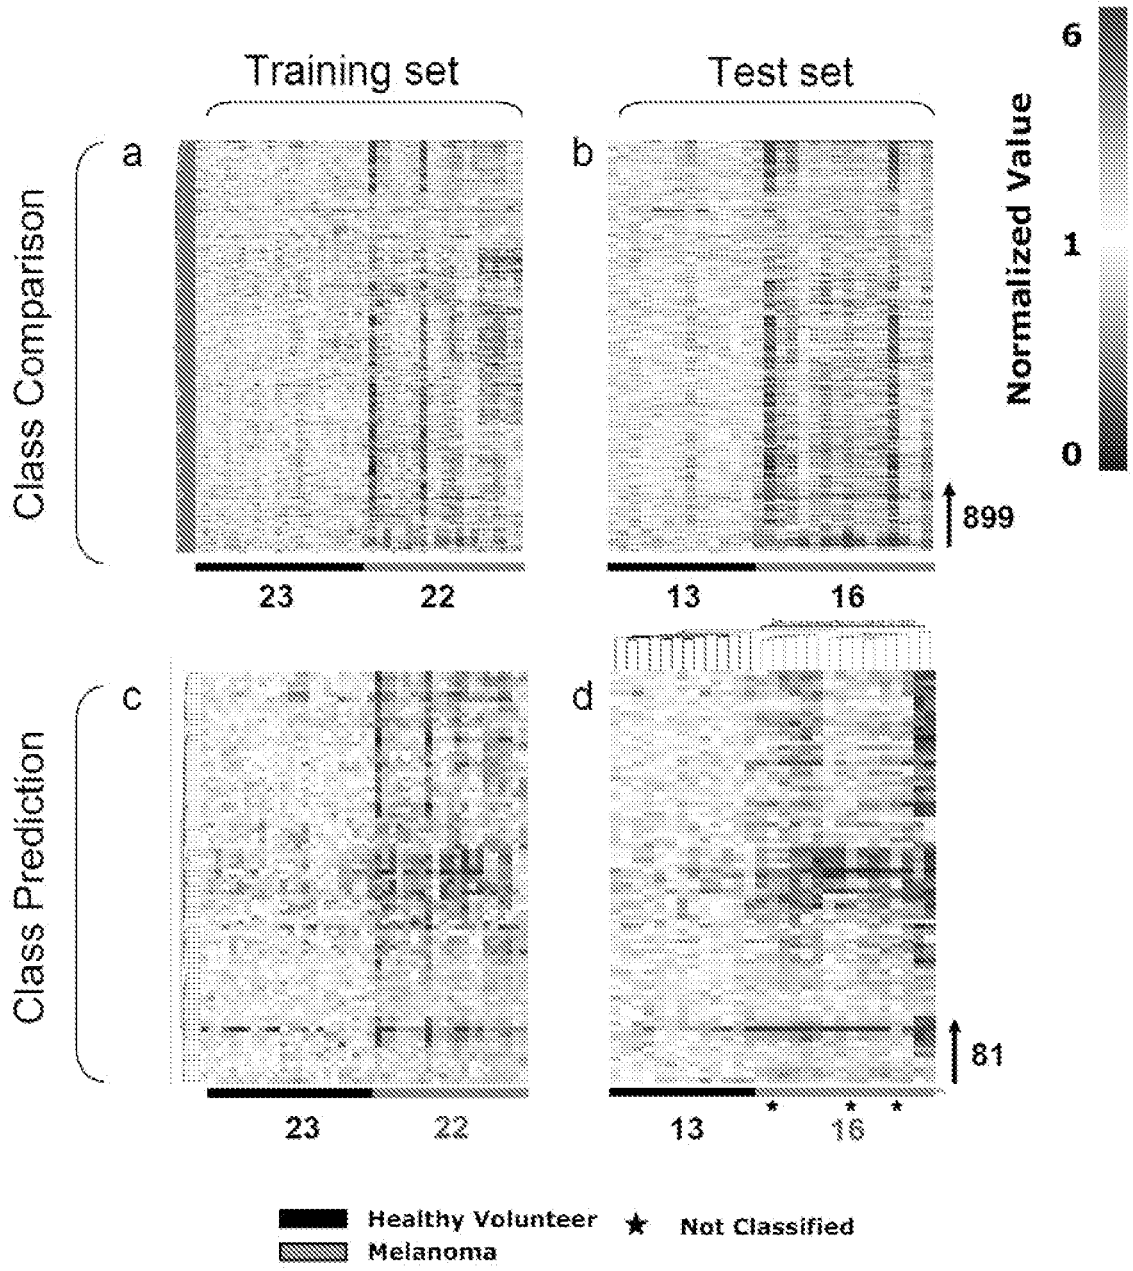 Training set
Test set
6
Normalized Value
1
0
Class Comparison
a
b
899
23
22
13
16
Class Prediction
c
d
81
23
22
13
* * *
16
Healthy Volunteer
★ Not Classified
Melanoma